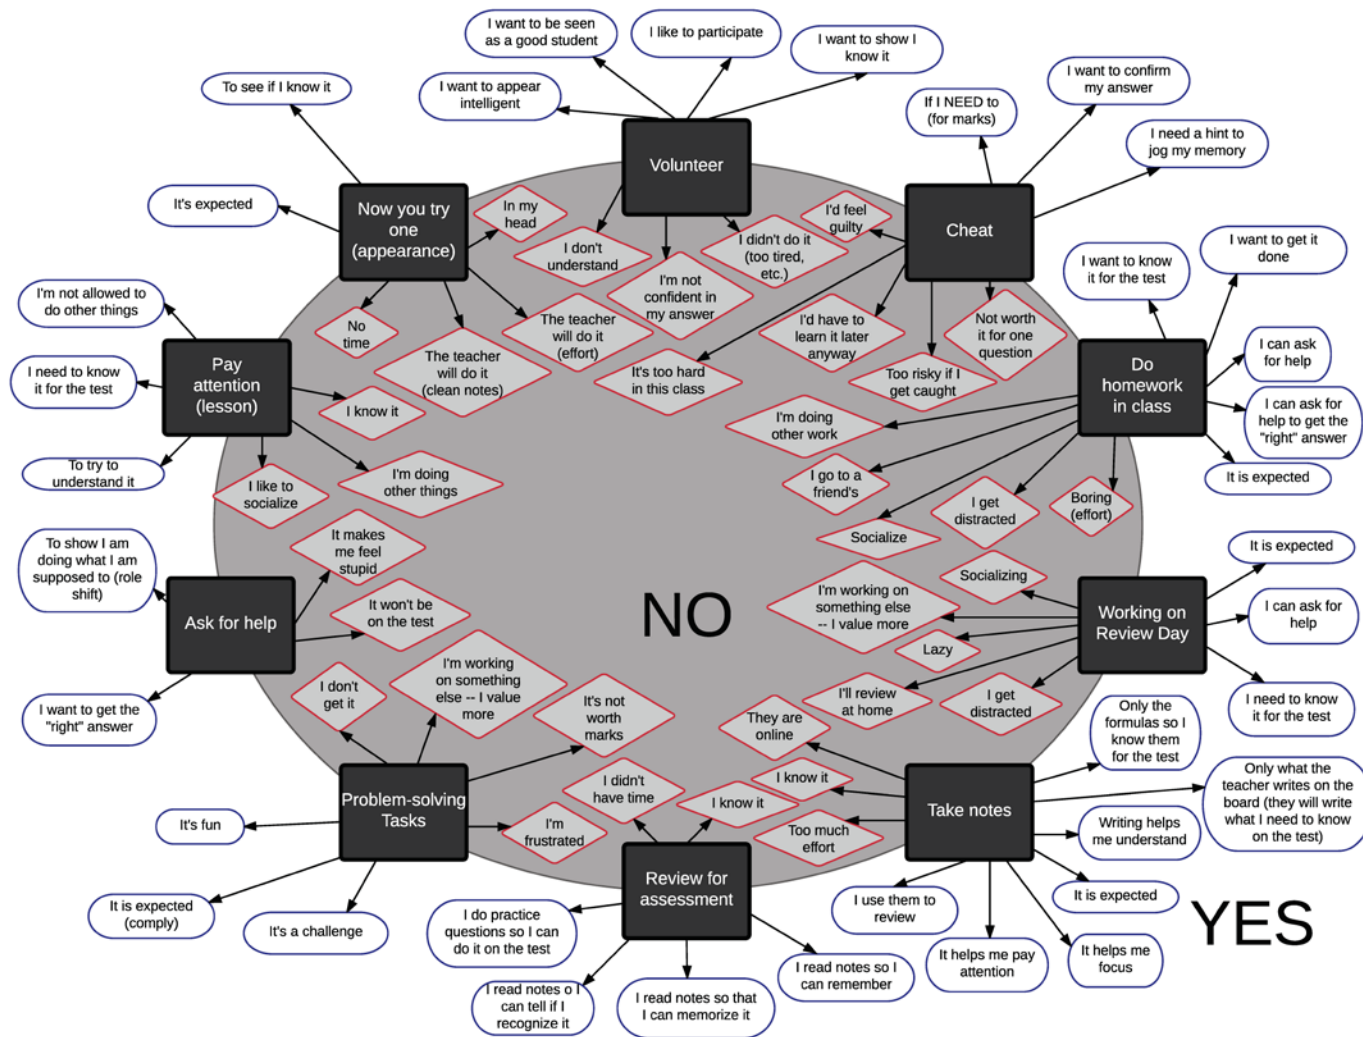 I want to be seen
as a good student
I like to participate
I want to show I
know it
I want to appear
intelligent
To see if I know it
If I NEED to
(for marks)
I want to confirm
my answer
I need a hint to
jog my memory
Volunteer
It's expected
Now you try
one
(appearance)
In my
head
I don't
understand
I'm not
confident in
my answer
I didn't do it
(too tired,
etc.)
I'd feel
guilty
Cheat
No
time
The teacher
will do it
(clean notes)
The teacher
will do it
(effort)
It's too hard
in this class
I'd have to
learn it later
anyway
Too risky if I
get caught
Not worth
it for one
question
I want to know
it for the test
I want to get it
done
I can ask
for help
I can ask for
help to get the
"right" answer
It is expected
Do
homework
in class
I'm not allowed to
do other things
I need to know
it for the test
To try to
understand it
Pay
attention
(lesson)
I know it
I like to
socialize
I'm doing
other things
I'm doing
other work
I go to a
friend's
Socialize
I get
distracted
Boring
(effort)
To show I am
doing what I am
supposed to (role
shift)
I want to get the
"right" answer
Ask for help
It makes
me feel
stupid
It won't be
on the test
NO
Socializing
I'm working on
something else
-- I value more
Lazy
I'll review
at home
I get
distracted
Working on
Review Day
It is expected
I can ask for
help
I need to know
it for the test
I don't
get it
I'm working
on something
else -- I value
more
It's not
worth
marks
I'm
frustrated
Problem-solving
Tasks
It's fun
It is expected
(comply)
It's a challenge
I didn't
have time
I know it
Review for
assessment
I do practice
questions so I can
do it on the test
I read notes o I
can tell if I
recognize it
I read notes so that
I can memorize it
I read notes so I
can remember
They are
online
I know it
Too much
effort
Take notes
Only the
formulas so I
know them
for the test
Only what the
teacher writes on the
board (they will write
what I need to know
on the test)
Writing helps
me understand
It is expected
It helps me
focus
It helps me pay
attention
I use them to
review
YES